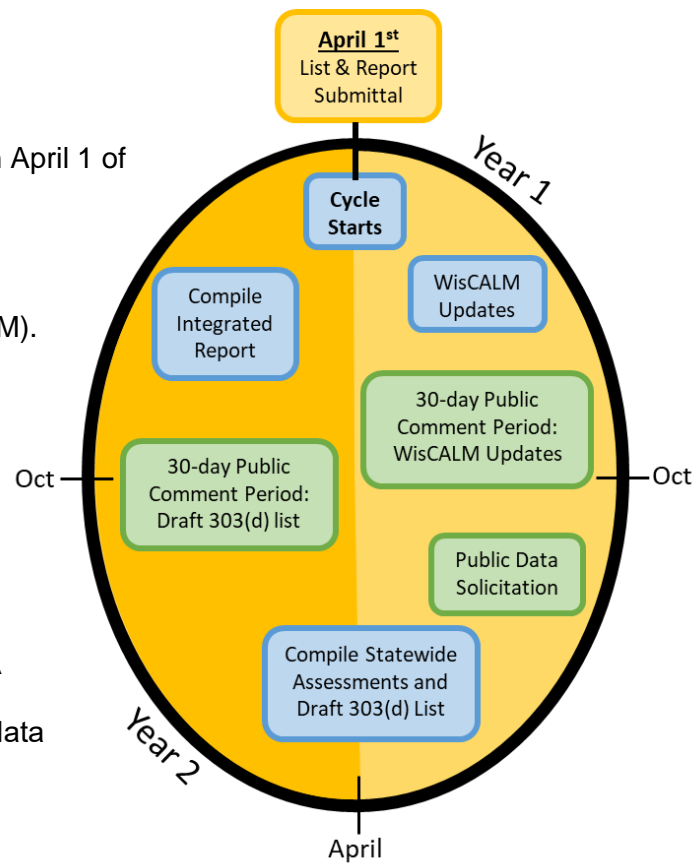 April 1st
List & Report
Submittal
April 1 of
Year 1
Cycle
Starts
WisCALM
Updates
Compile
Integrated
Report
M).
30-day Public
Comment Period:
WisCALM Updates
Oct
30-day Public
Comment Period:
Draft 303(d) list
Oct
Public Data
Solicitation
Compile Statewide
Assessments and
Draft 303(d) List
Year 2
April